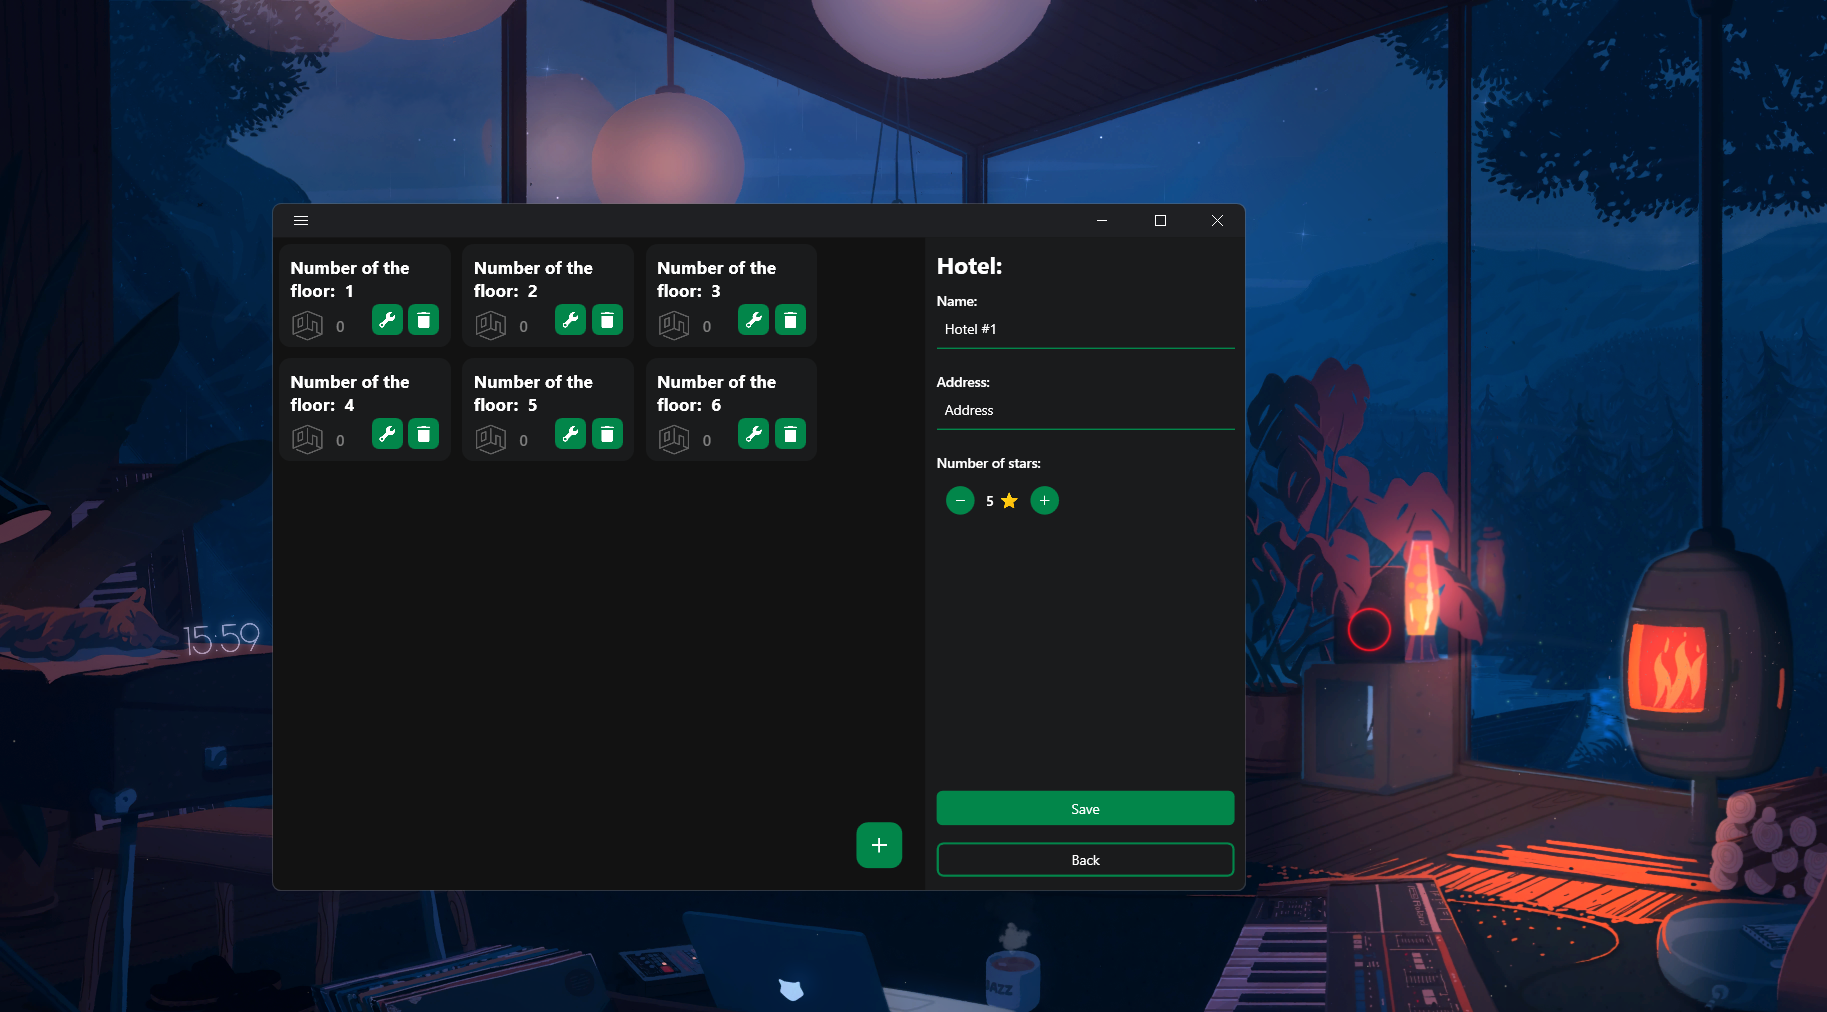 Number of the
floor: 1
0
Number of the
floor: 2
0
Number of the
floor: 3
0
Number of the
floor: 4
0
Number of the
floor: 5
0
Number of the
floor: 6
0
Hotel:
Name:
Hotel #1
Address:
Address
Number of stars:
5
Save
Back
15:59
JAZZ